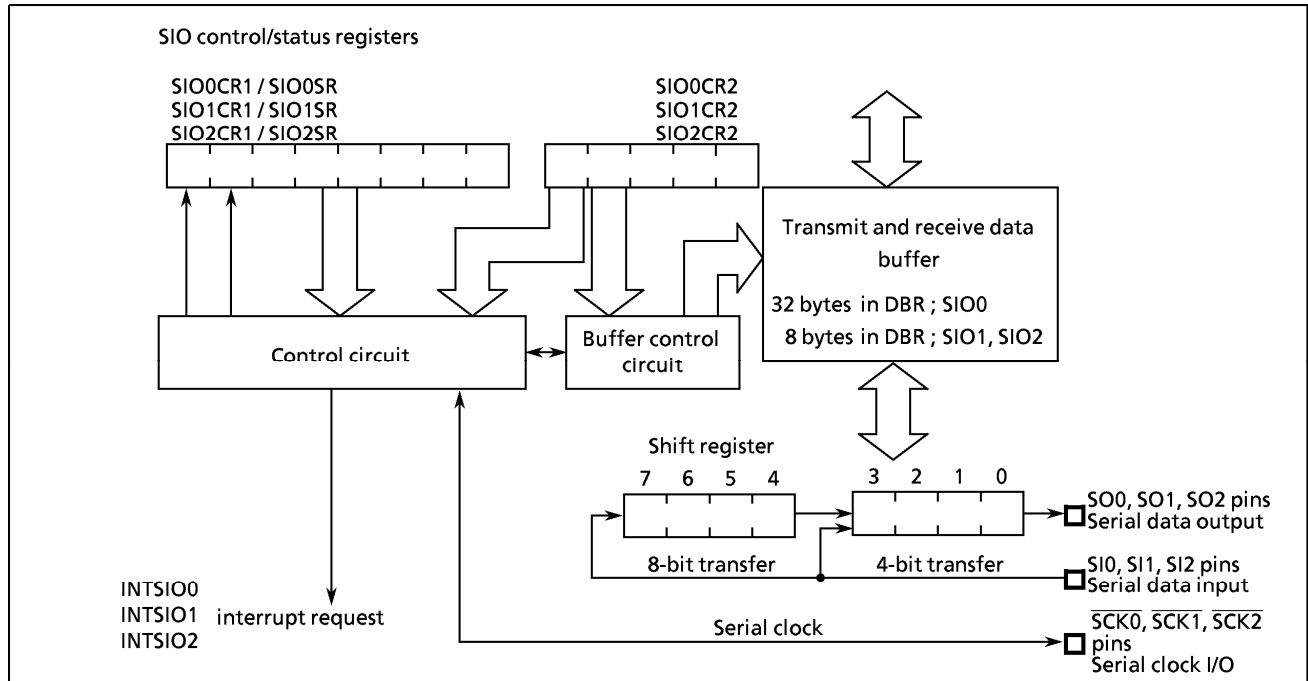 SIO control/status registers
SIO0CR1 / SIO0SR
SIO1CR1 / SIO1SR
SIO2CR1 / SIO2SR
SIO0CR2
SIO1CR2
SIO2CR2
Transmit and receive data
buffer
32 bytes in DBR ; SIO0
8 bytes in DBR ; SIO1, SIO2
Control circuit
Buffer control
circuit
Shift register
7 6 5 4
3 2 1 0
SO0, SO1, SO2 pins
Serial data output
8-bit transfer
4-bit transfer
SI0, SI1, SI2 pins
Serial data input
INTSIO0
INTSIO1
INTSIO2
interrupt request
Serial clock
S̅C̅K̅0̅, S̅C̅K̅1̅, S̅C̅K̅2̅
pins
Serial clock I/O